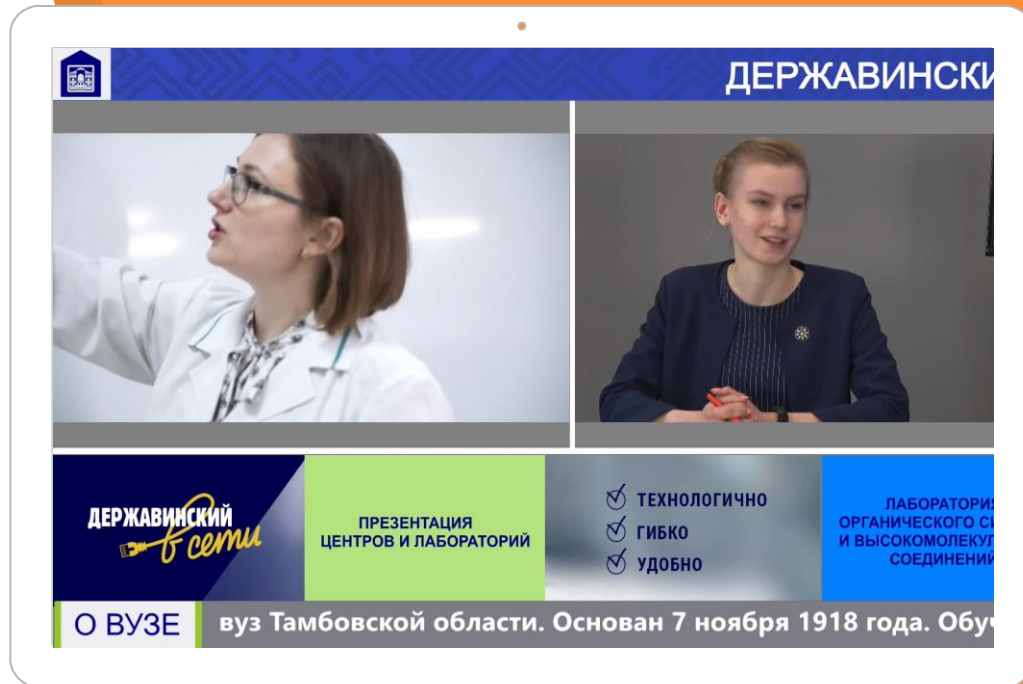 ДЕРЖАВИНСКИ
ДЕРЖАВИНСКИЙ
в сети
ПРЕЗЕНТАЦИЯ
ЦЕНТРОВ И ЛАБОРАТОРИЙ
ТЕХНОЛОГИЧНО
ГИБКО
УДОБНО
ЛАБОРАТОРИЯ
ОРГАНИЧЕСКОГО СИ
И ВЫСОКОМОЛЕКУЛ
СОЕДИНЕНИЙ
О ВУЗЕ
вуз Тамбовской области. Основан 7 ноября 1918 года. Обуч